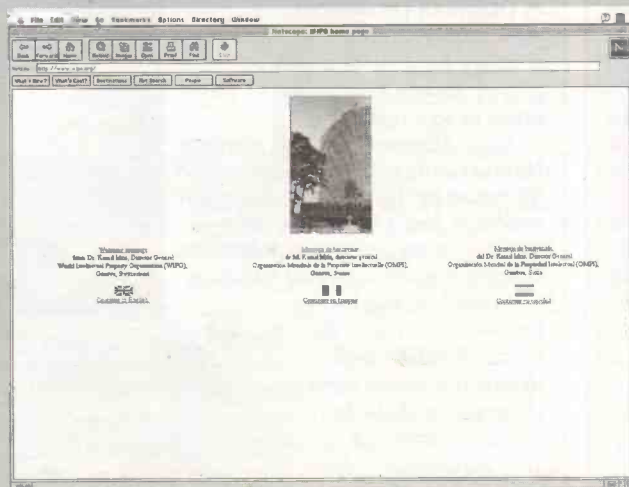 File Edit View Go Bookmarks Options Directory Window
Netscape: WIPO home page
Back Forward Home Reload Images Open Print Find Stop
http://www.wipo.org/
What's New? What's Cool? Destinations Net Search People Software
Welcome message
from Dr. Kamil Idris, Director General
World Intellectual Property Organization (WIPO),
Geneva, Switzerland
Continue in English
Message de bienvenue
de M. Kamil Idris, directeur général
Organisation Mondiale de la Propriété Intellectuelle (OMPI),
Genève, Suisse
Continuer en français
Mensaje de bienvenida
del Dr. Kamil Idris, Director General
Organización Mundial de la Propiedad Intelectual (OMPI),
Ginebra, Suiza
Continuar en español